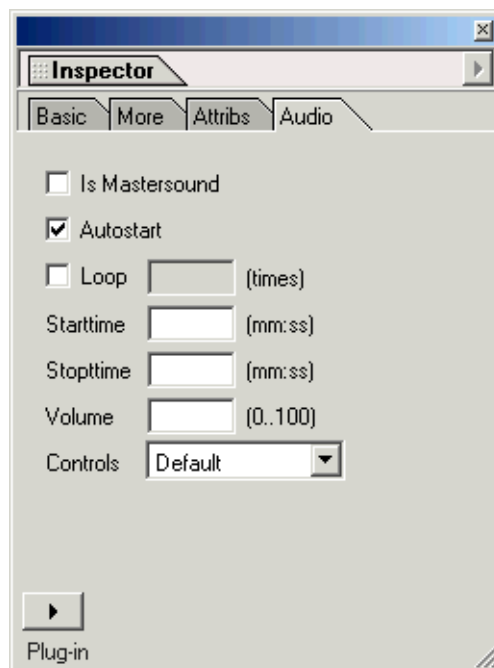 Inspector
Basic More Attribs Audio
Is Mastersound
Autostart
Loop (times)
Starttime (mm:ss)
Stopttime (mm:ss)
Volume (0..100)
Controls Default
Plug-in